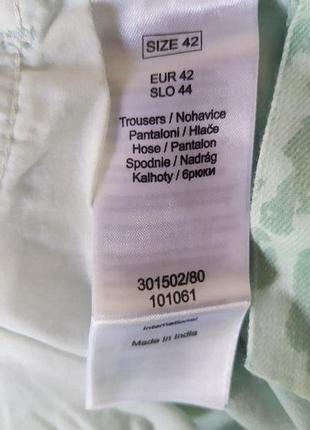 SIZE 42
EUR 42
SLO 44
Trousers / Nohavice
Pantaloni / Hlače
Hose / Pantalon
Spodnie / Nadrág
Kalhoty / брюки
301502/80
101061
International
Made in India